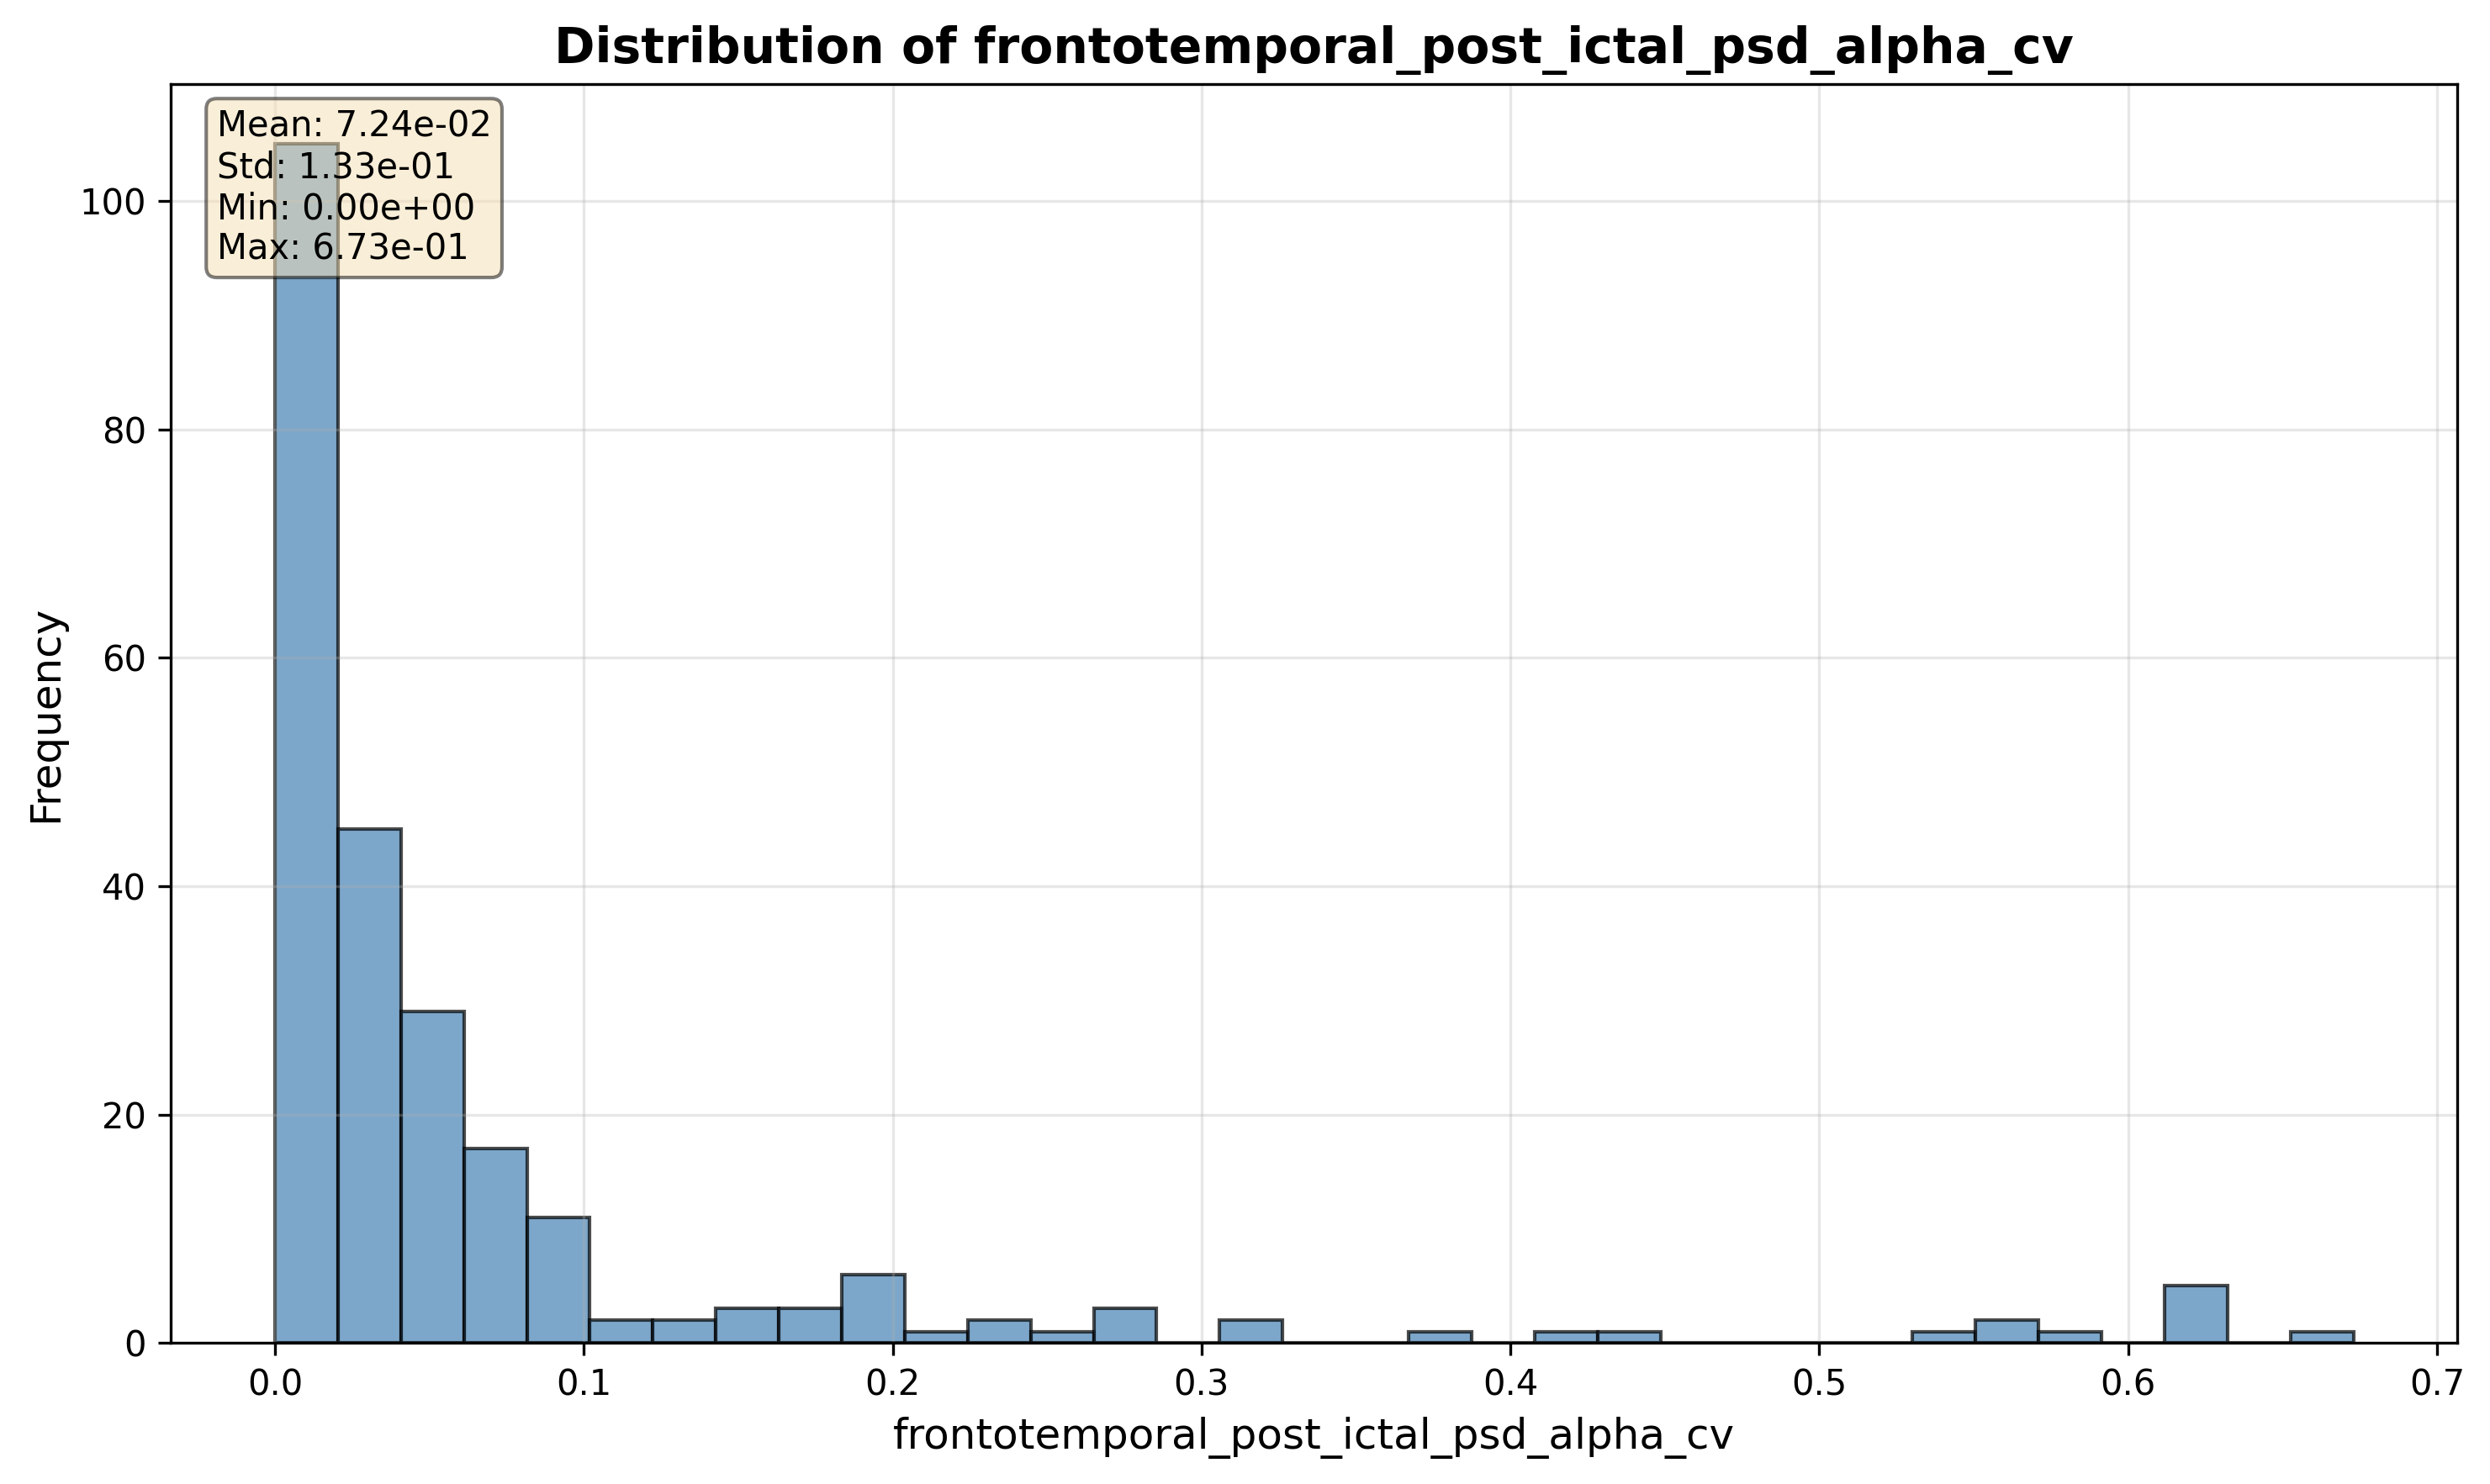 Distribution of frontotemporal_post_ictal_psd_alpha_cv
Mean: 7.24e-02
Std: 1.33e-01
Min: 0.00e+00
Max: 6.73e-01
100
80
60
40
20
0
Frequency
0.0 0.1 0.2 0.3 0.4 0.5 0.6 0.7
frontotemporal_post_ictal_psd_alpha_cv